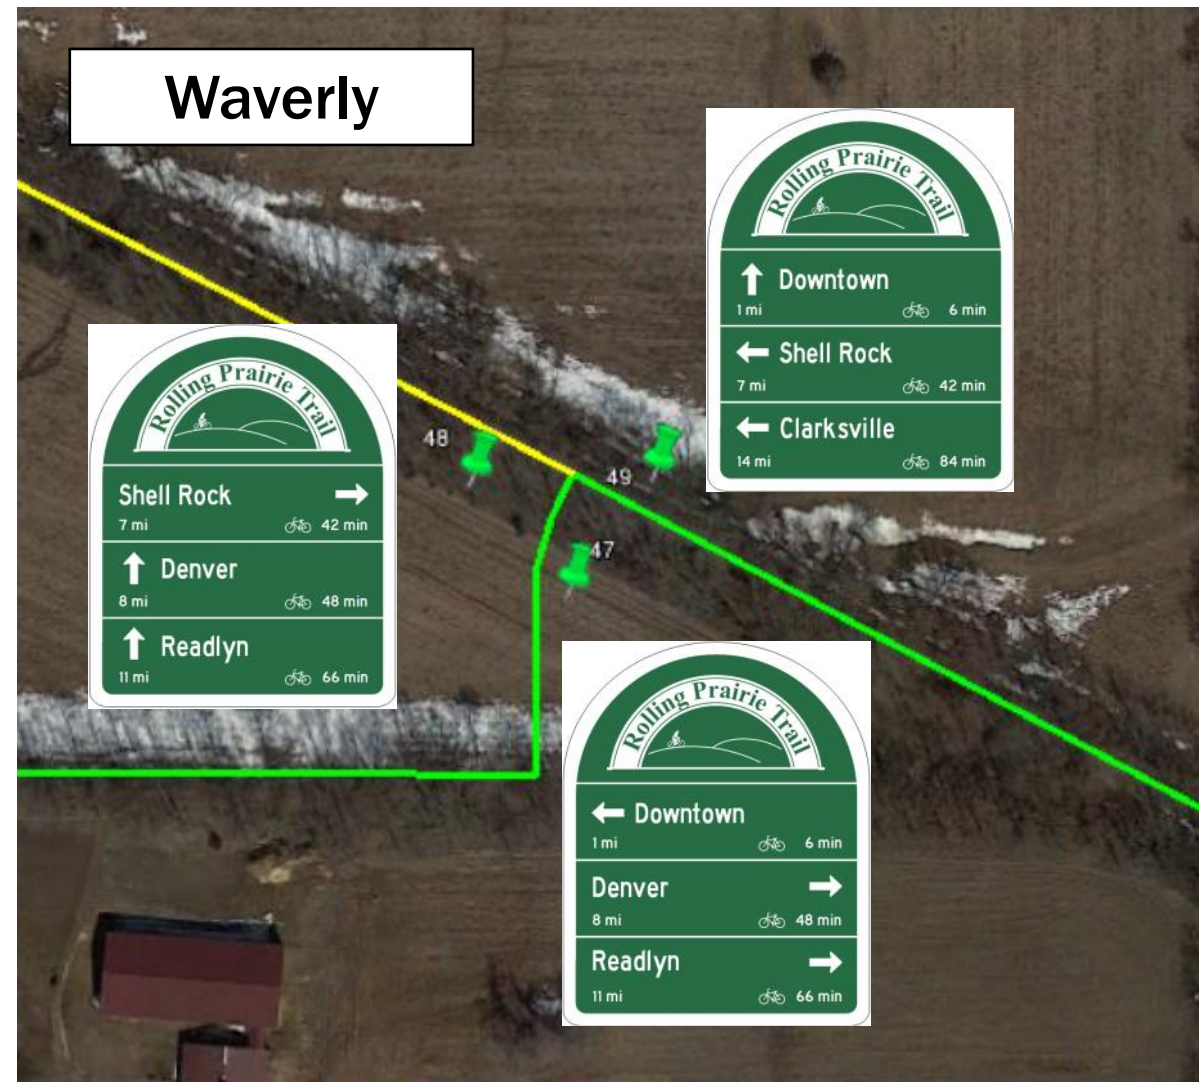 Waverly
Rolling Prairie Trail
Downtown
1 mi 6 min
Shell Rock
7 mi 42 min
Clarksville
14 mi 84 min
Rolling Prairie Trail
Shell Rock
7 mi 42 min
Denver
8 mi 48 min
Readlyn
11 mi 66 min
48
49
47
Rolling Prairie Trail
Downtown
1 mi 6 min
Denver
8 mi 48 min
Readlyn
11 mi 66 min